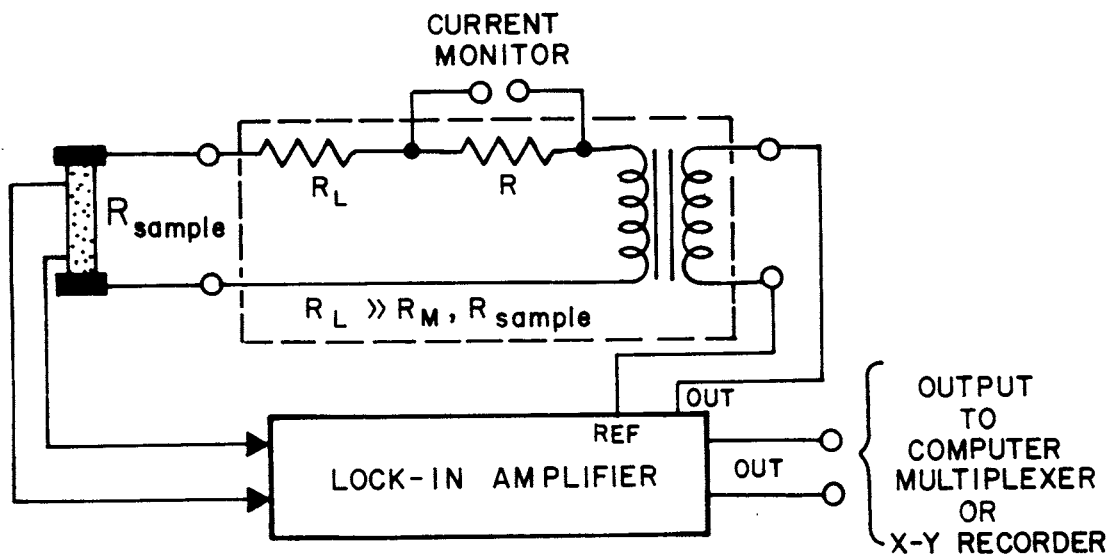 CURRENT
MONITOR
R_L
R
R_sample
R_L >> R_M, R_sample
OUT
REF
LOCK-IN AMPLIFIER
OUT
OUTPUT
TO
COMPUTER
MULTIPLEXER
OR
X-Y RECORDER